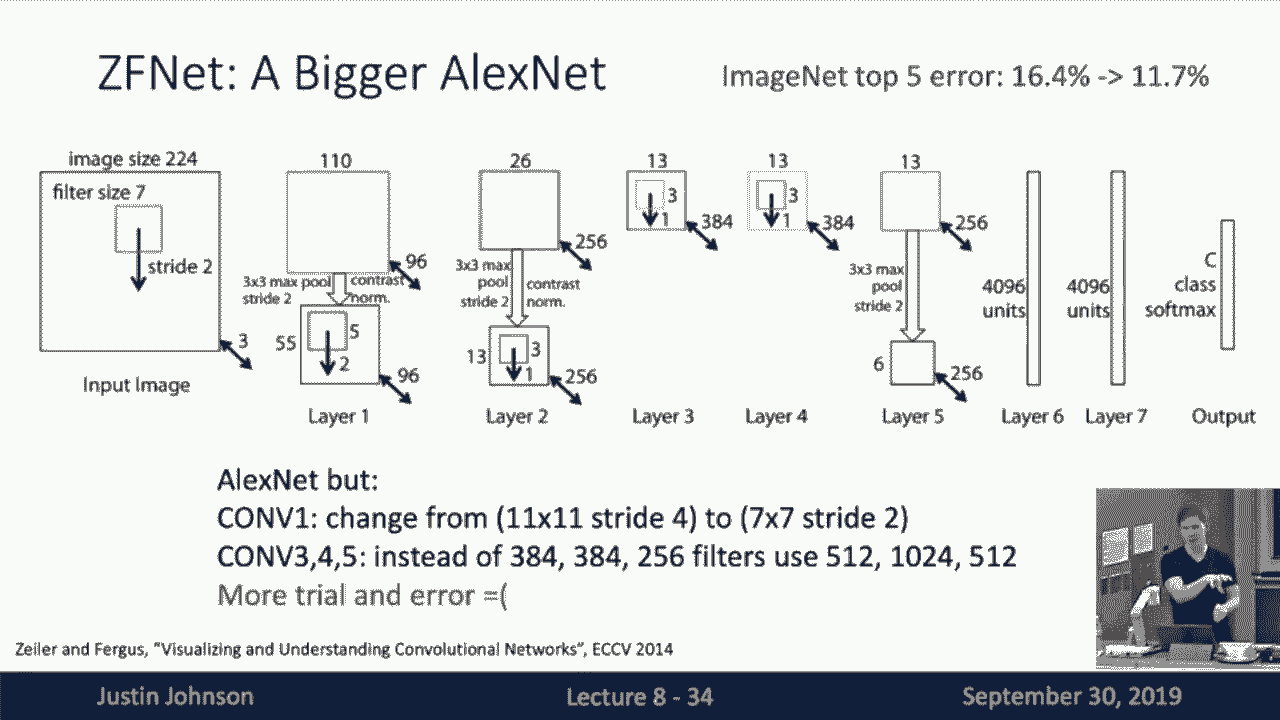 ZFNet: A Bigger AlexNet
ImageNet top 5 error: 16.4% -> 11.7%
image size 224
filter size 7
stride 2
3
Input Image
110
96
3x3 max pool
stride 2
contrast
norm.
55
5
2
96
Layer 1
26
256
3x3 max
pool
stride 2
contrast
norm.
13
3
1
256
Layer 2
13
3
1
384
Layer 3
13
3
1
384
Layer 4
13
256
3x3 max
pool
stride 2
6
256
Layer 5
4096
units
Layer 6
4096
units
Layer 7
C
class
softmax
Output
AlexNet but:
CONV1: change from (11x11 stride 4) to (7x7 stride 2)
CONV3,4,5: instead of 384, 384, 256 filters use 512, 1024, 512
More trial and error =(
Zeiler and Fergus, "Visualizing and Understanding Convolutional Networks", ECCV 2014
Justin Johnson
Lecture 8 - 34
September 30, 2019